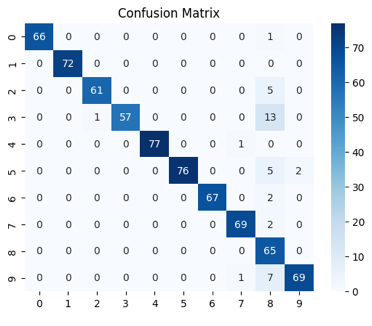 Confusion Matrix
0 66 0 0 0 0 0 0 0 1 0
1 0 72 0 0 0 0 0 0 0 0
2 0 0 61 0 0 0 0 0 5 0
3 0 0 1 57 0 0 0 0 13 0
4 0 0 0 0 77 0 0 1 0 0
5 0 0 0 0 0 76 0 0 5 2
6 0 0 0 0 0 0 67 0 2 0
7 0 0 0 0 0 0 0 69 2 0
8 0 0 0 0 0 0 0 0 65 0
9 0 0 0 0 0 0 0 1 7 69
0 1 2 3 4 5 6 7 8 9
70
60
50
40
30
20
10
0